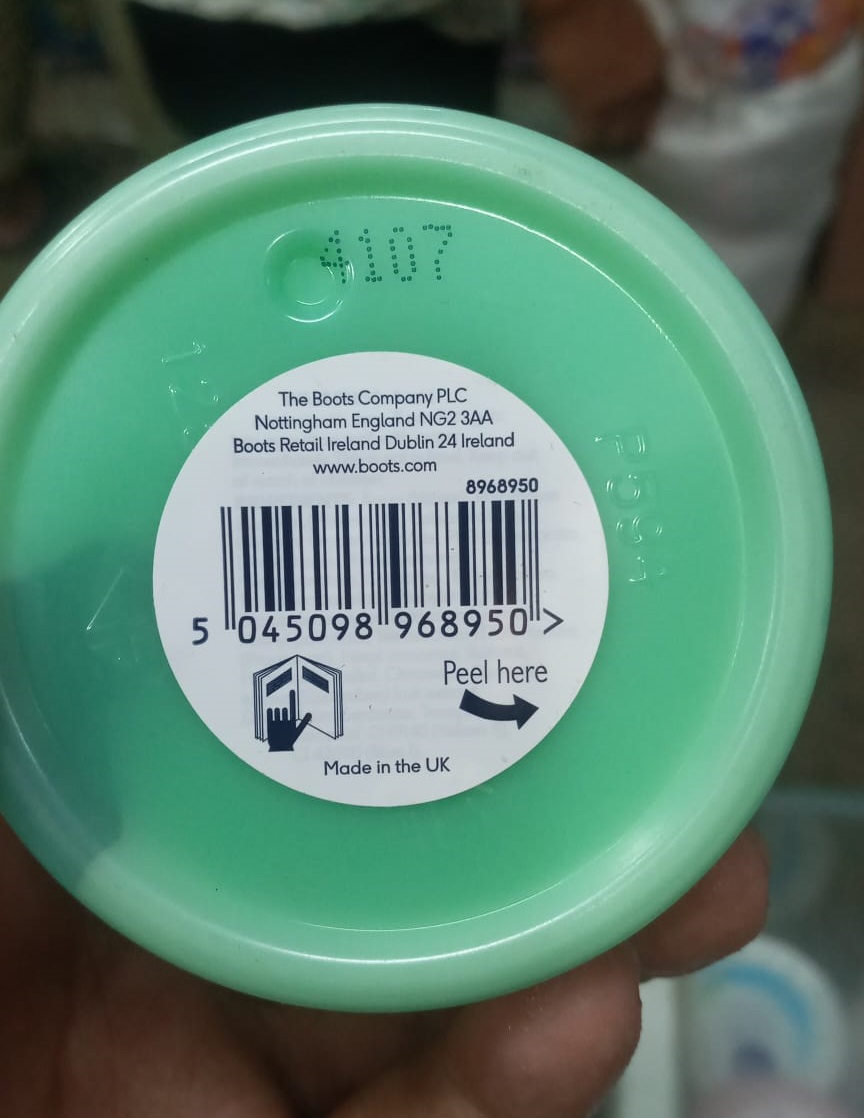 4107
The Boots Company PLC
Nottingham England NG2 3AA
Boots Retail Ireland Dublin 24 Ireland
www.boots.com
8968950
5 045098 968950 >
Peel here
Made in the UK